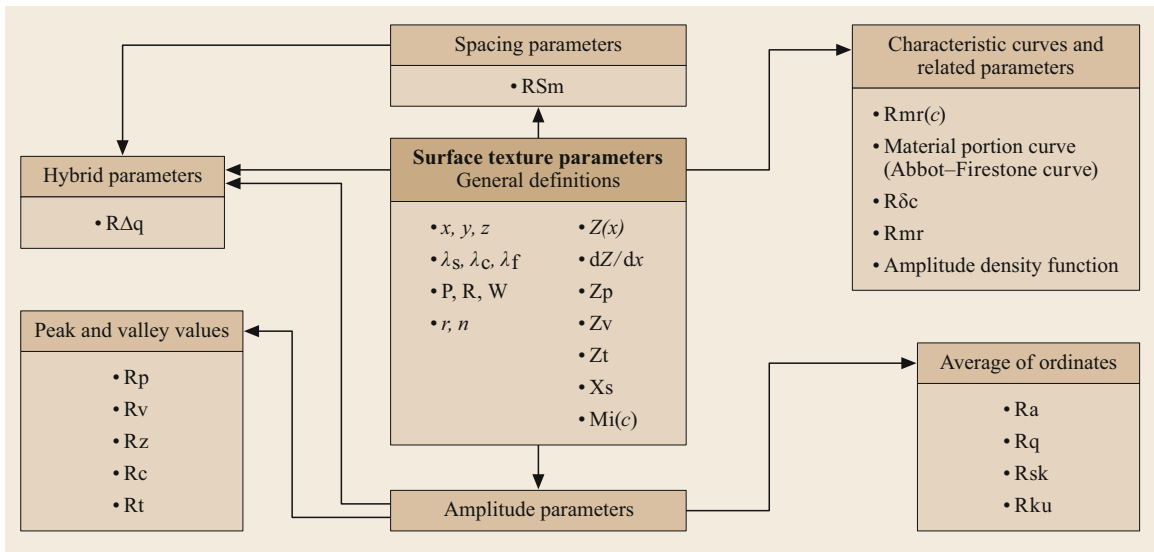 Spacing parameters
• RSm
Characteristic curves and
related parameters
• Rmr(c)
• Material portion curve
(Abbot–Firestone curve)
• Rδc
• Rmr
• Amplitude density function
Surface texture parameters
General definitions
• x, y, z
• λs, λc, λf
• P, R, W
• r, n
• Z(x)
• dZ/dx
• Zp
• Zv
• Zt
• Xs
• Mi(c)
Hybrid parameters
• RΔq
Peak and valley values
• Rp
• Rv
• Rz
• Rc
• Rt
Average of ordinates
• Ra
• Rq
• Rsk
• Rku
Amplitude parameters